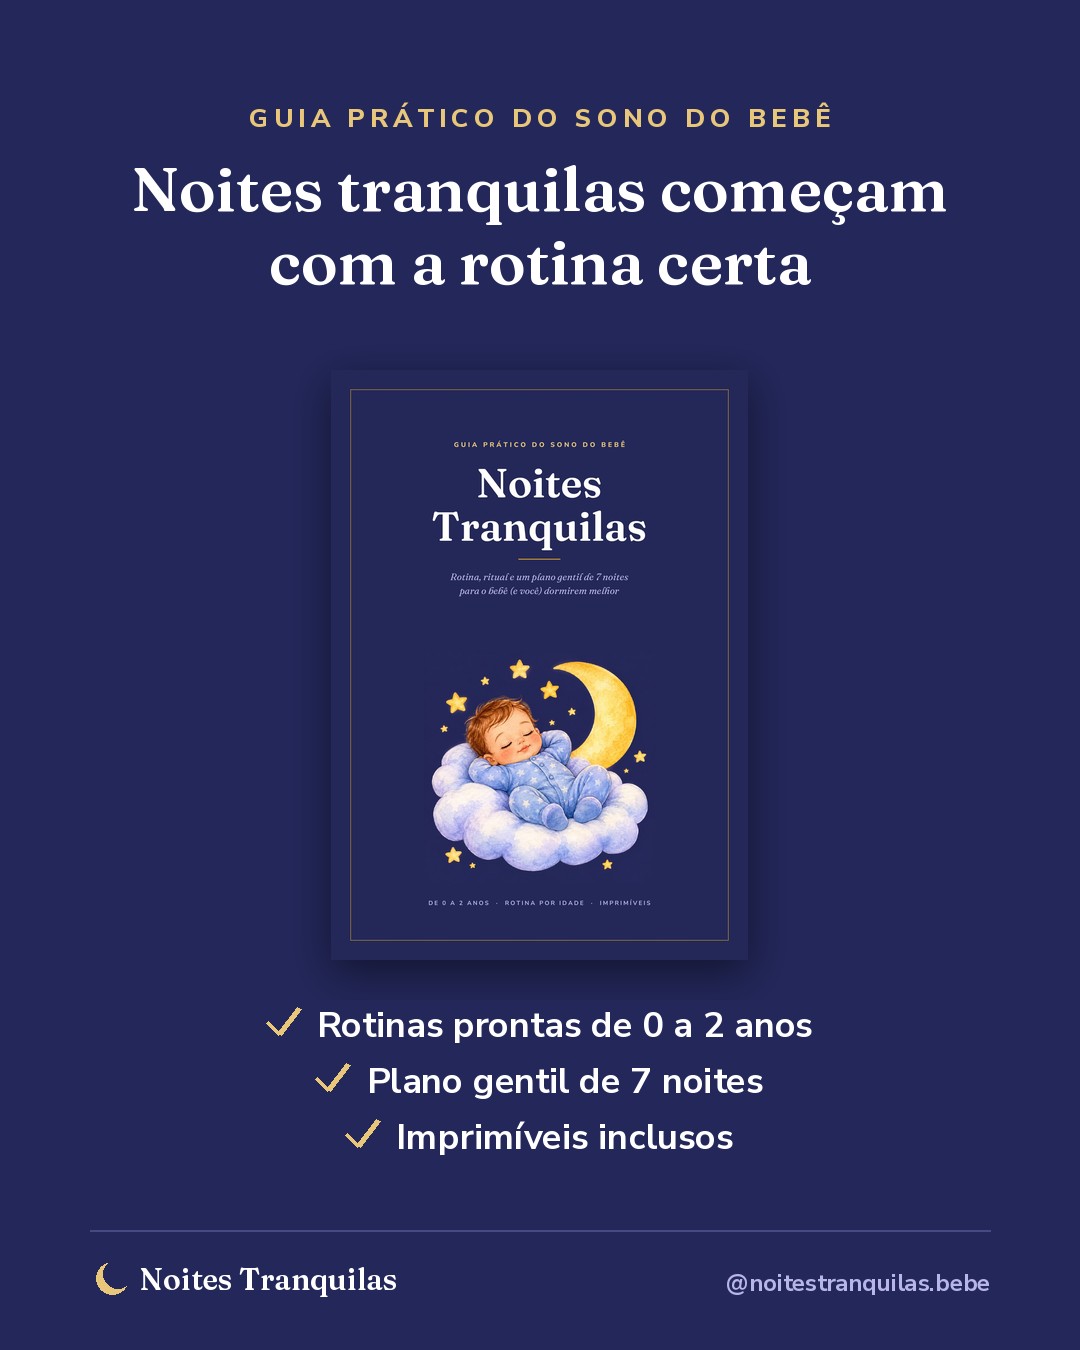 GUIA PRÁTICO DO SONO DO BEBÊ
Noites tranquilas começam
com a rotina certa
GUIA PRÁTICO DO SONO DO BEBÊ
Noites
Tranquilas
Rotina, ritual e um plano gentil de 7 noites
para o bebê (e você) dormirem melhor
DE 0 A 2 ANOS · ROTINA POR IDADE · IMPRIMÍVEIS
Rotinas prontas de 0 a 2 anos
Plano gentil de 7 noites
Imprimíveis inclusos
Noites Tranquilas
@noitestranquilas.bebe